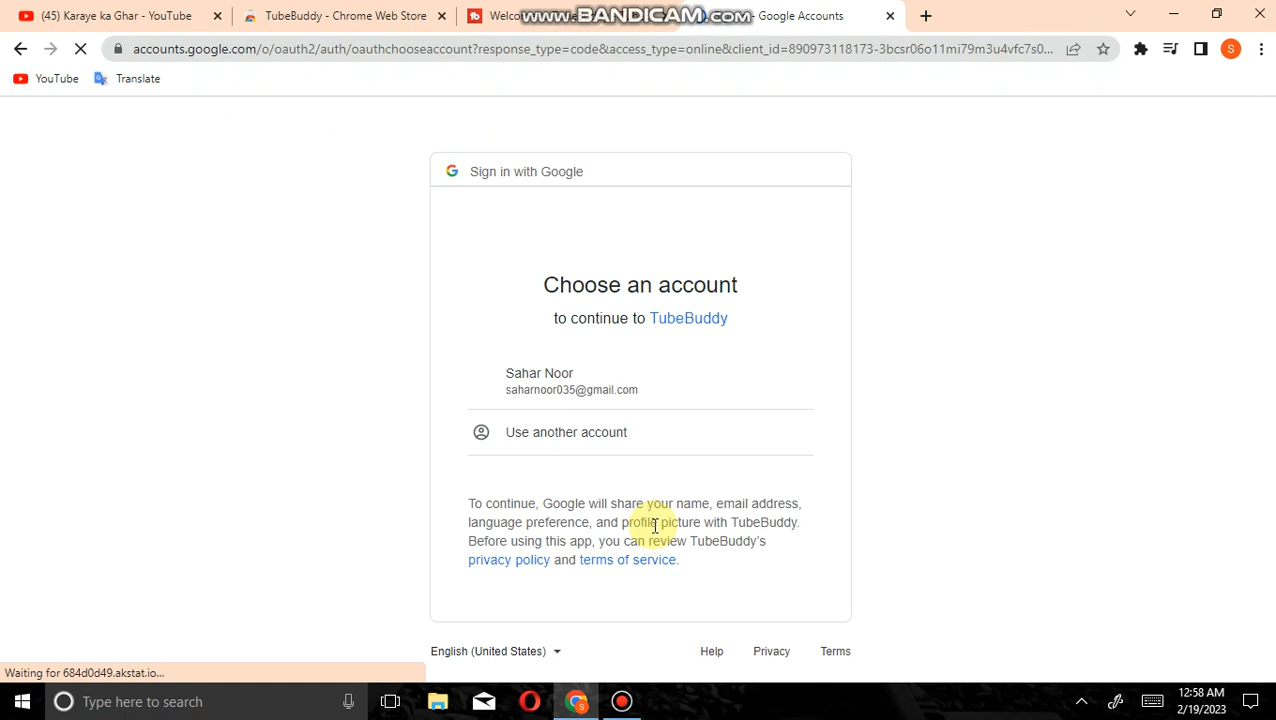 (45) Karaye ka Ghar - YouTube
TubeBuddy - Chrome Web Store
Welco
- Google Accounts
www.BANDICAM.com
accounts.google.com/o/oauth2/auth/oauthchooseaccount?response_type=code&access_type=online&client_id=890973118173-3bcsr06o11mi79m3u4vfc7s0...
S
YouTube
Translate
G Sign in with Google
Choose an account
to continue to TubeBuddy
Sahar Noor
saharnoor035@gmail.com
Use another account
To continue, Google will share your name, email address,
language preference, and profile picture with TubeBuddy.
Before using this app, you can review TubeBuddy's
privacy policy and terms of service.
English (United States)
Help
Privacy
Terms
Waiting for 684d0d49.akstat.io...
Type here to search
12:58 AM
2/19/2023